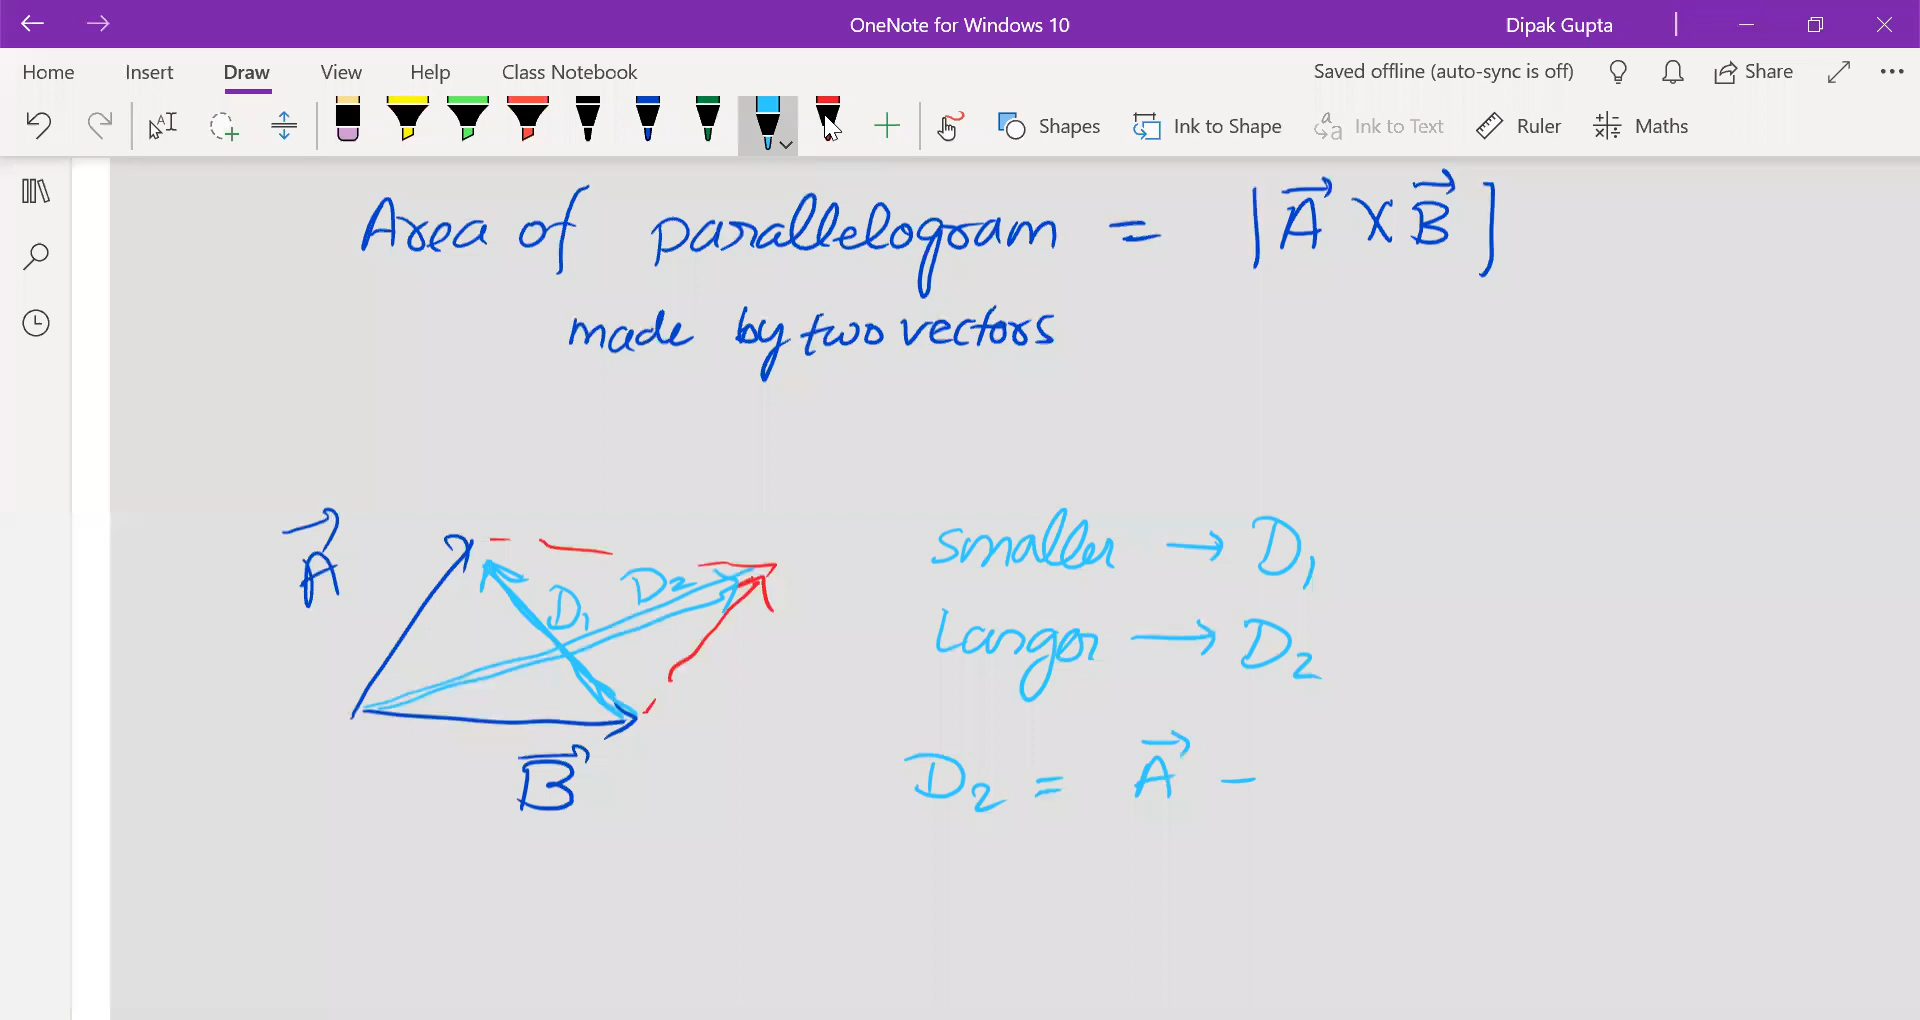 OneNote for Windows 10
Dipak Gupta
Home Insert Draw View Help Class Notebook
Saved offline (auto-sync is off) Share
Shapes Ink to Shape Ink to Text Ruler Maths
Area of parallelogram = |A⃗ × B⃗|
made by two vectors
A⃗
D₁
D₂
B⃗
smaller → D₁
Larger → D₂
D₂ = A⃗ −